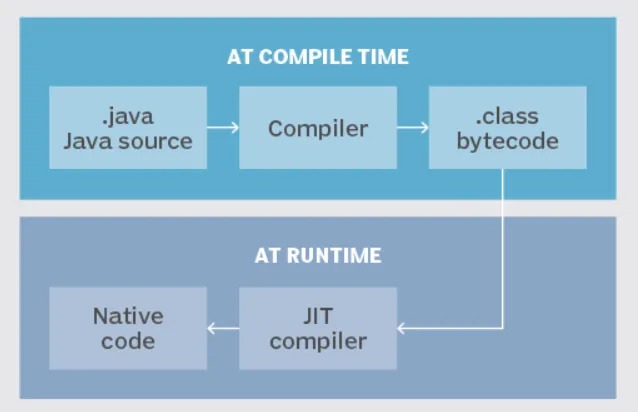 AT COMPILE TIME
.java
Java source
Compiler
.class
bytecode
AT RUNTIME
Native
code
JIT
compiler